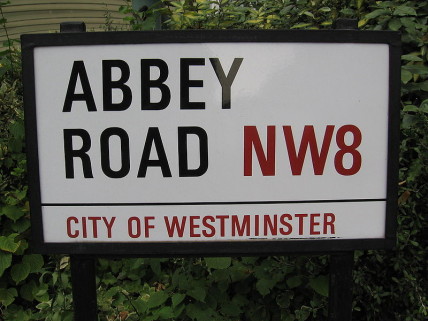 ABBEY
ROAD NW8
CITY OF WESTMINSTER